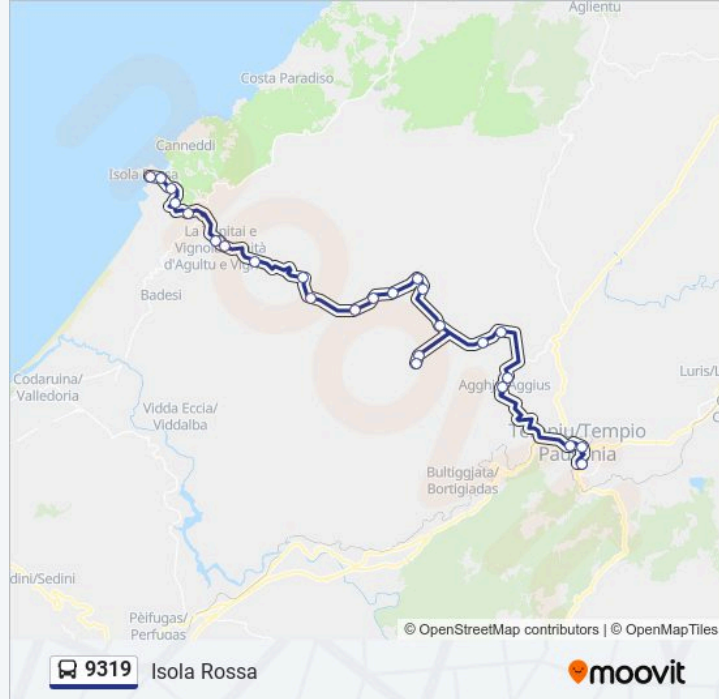 Aglientu
Costa Paradiso
Canneddi
Isola Rossa
La Trinitai e
Vignola/Trinità
d'Agultu e Vignola
Badesi
Codaruina/
Valledoria
Vidda Eccia/
Viddalba
Agghju/Aggius
Luris/L
Tempiu/Tempio
Pausania
Bultiggjata/
Bortigiadas
dini/Sedini
Pèifugas/
Perfugas
© OpenStreetMap contributors | © OpenMapTiles
9319 Isola Rossa
moovit